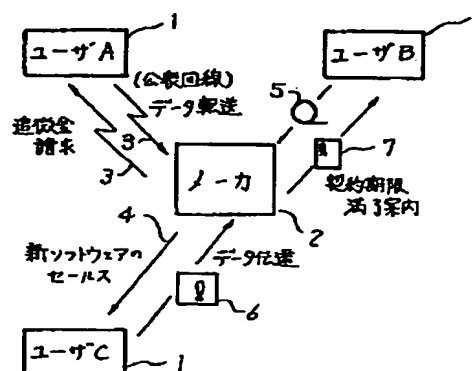 1
ユーザA
ユーザB
(公衆回線)
データ転送
5
追徴金
請求
3
3
7
メーカ
契約期限
満了案内
4
2
新ソフトウェアの
セールス
データ伝達
6
ユーザC
1